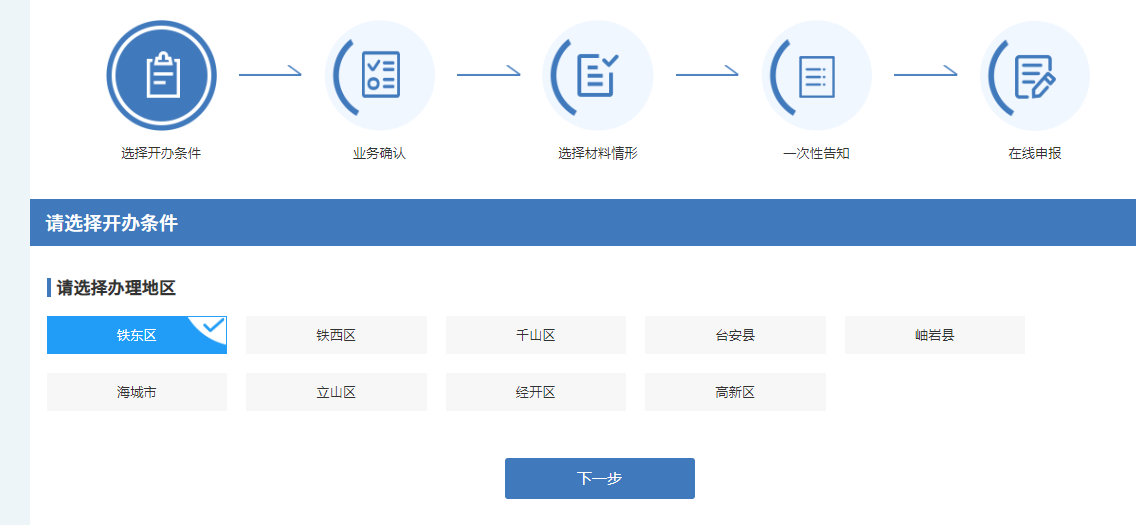 选择开办条件
业务确认
选择材料情形
一次性告知
在线申报
请选择开办条件
请选择办理地区
铁东区
铁西区
千山区
台安县
岫岩县
海城市
立山区
经开区
高新区
下一步